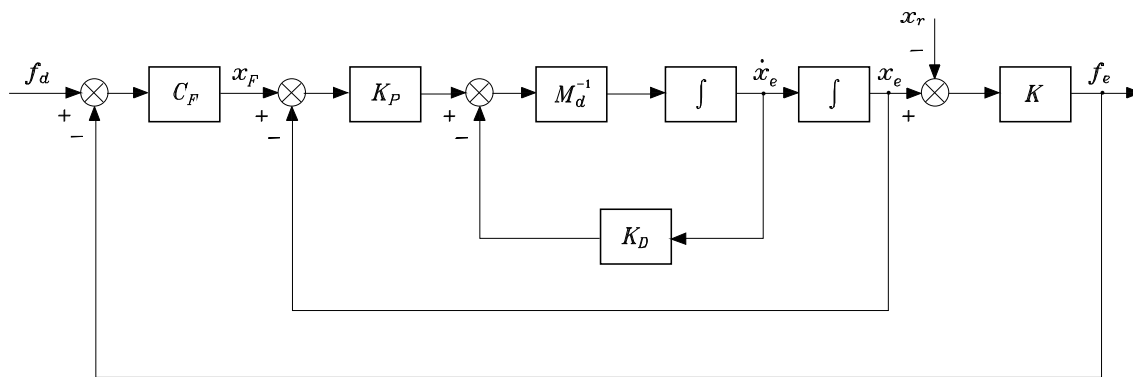 x_r
f_d x_F ẋ_e x_e f_e
C_F K_P M_d^{-1} ∫ ∫ K
+ + + +
− − − −
K_D